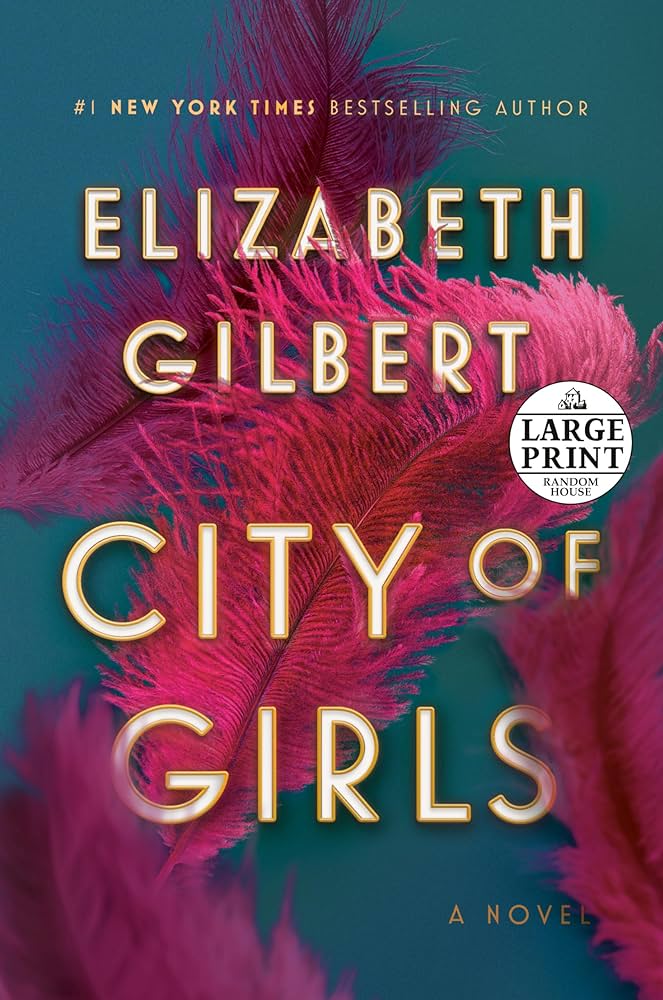 #1 NEW YORK TIMES BESTSELLING AUTHOR
ELIZABETH
GILBERT
LARGE
PRINT
RANDOM
HOUSE
CITY OF
GIRLS
A NOVEL